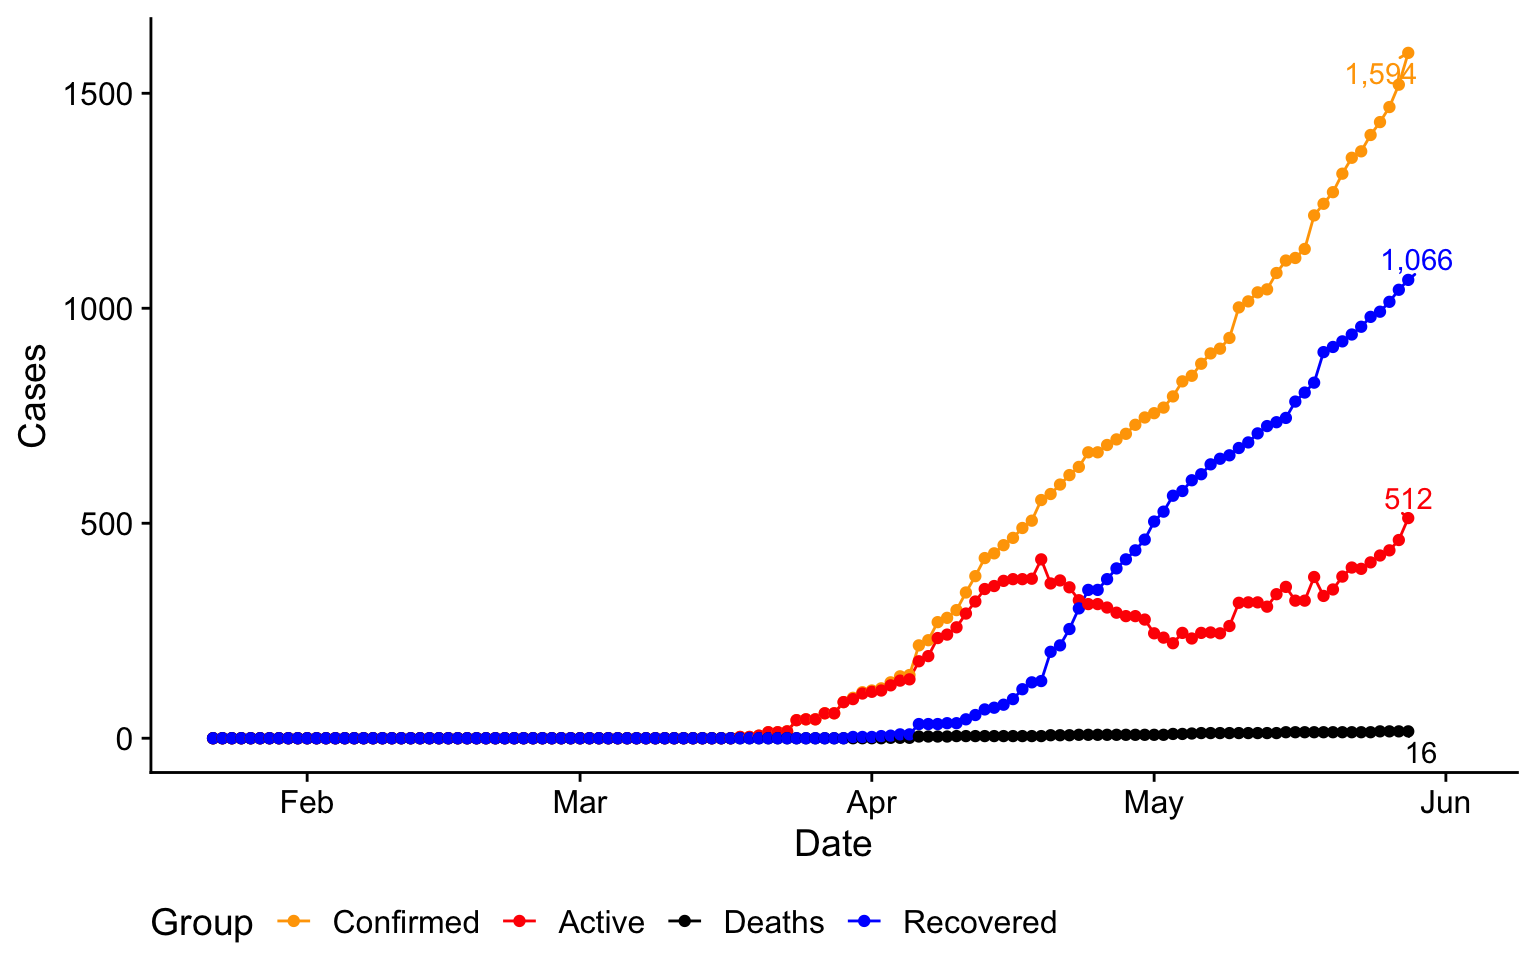 1500
1000
500
0
Cases
1,594
1,066
512
16
Feb Mar Apr May Jun
Date
Group Confirmed Active Deaths Recovered